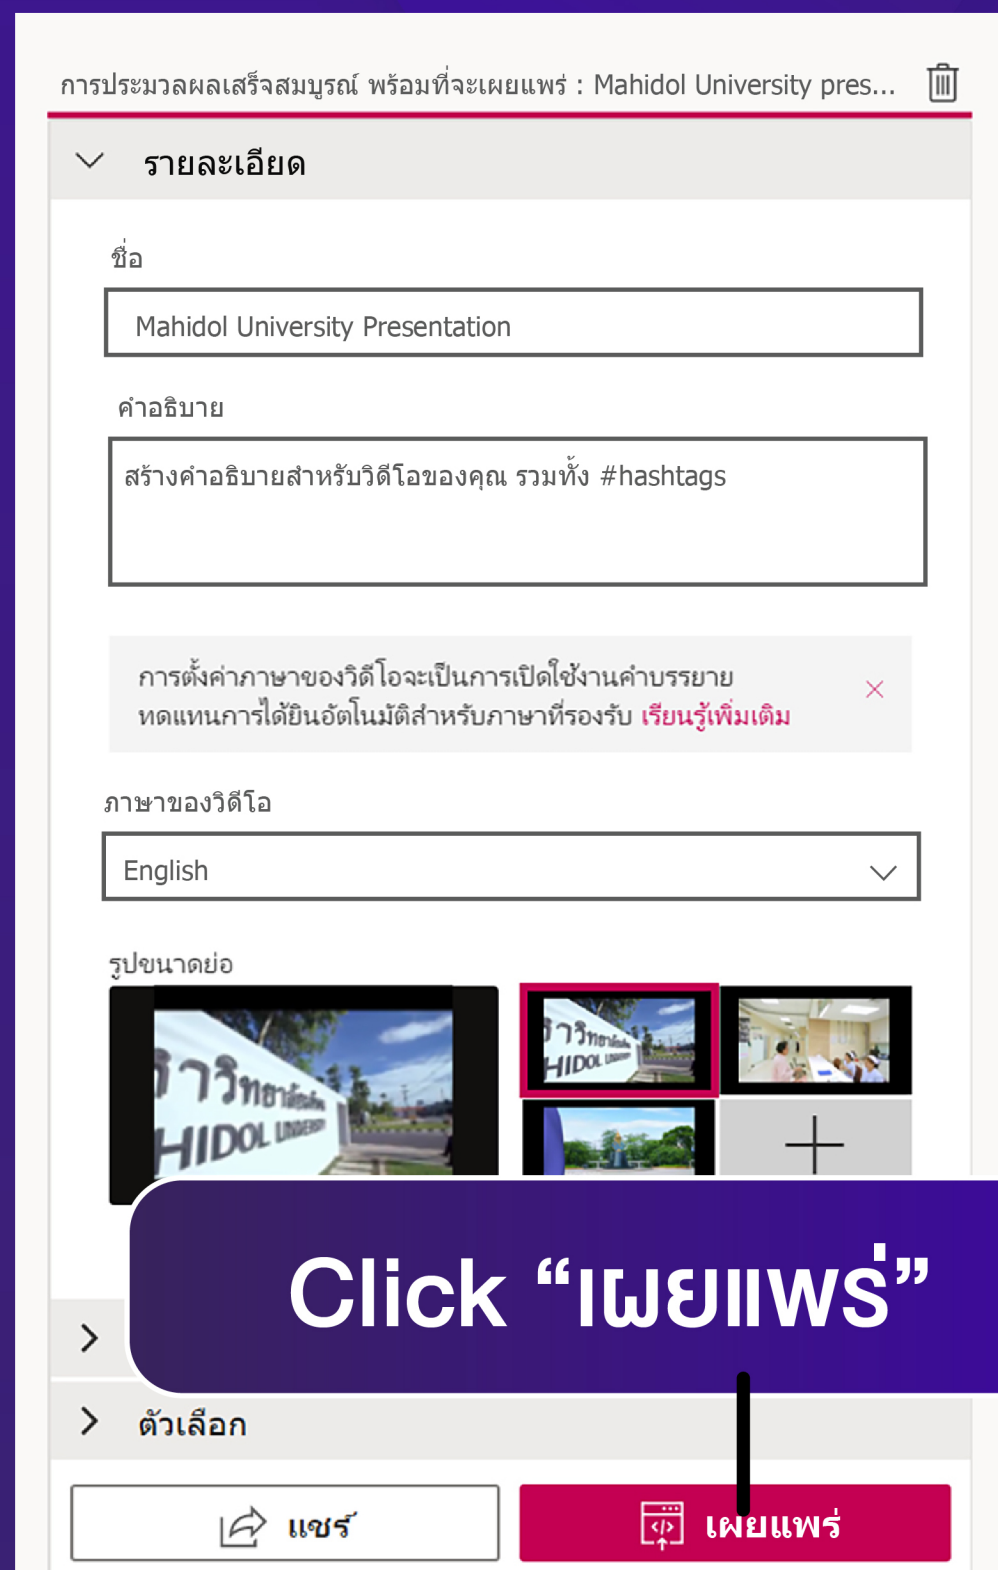 การประมวลผลเสร็จสมบูรณ์ พร้อมที่จะเผยแพร่ : Mahidol University pres...
รายละเอียด
ชื่อ
Mahidol University Presentation
คำอธิบาย
สร้างคำอธิบายสำหรับวิดีโอของคุณ รวมทั้ง #hashtags
การตั้งค่าภาษาของวิดีโอจะเป็นการเปิดใช้งานคำบรรยาย
ทดแทนการได้ยินอัตโนมัติสำหรับภาษาที่รองรับ เรียนรู้เพิ่มเติม
ภาษาของวิดีโอ
English
รูปขนาดย่อ
Click “เผยแพร่”
ตัวเลือก
แชร์
เผยแพร่